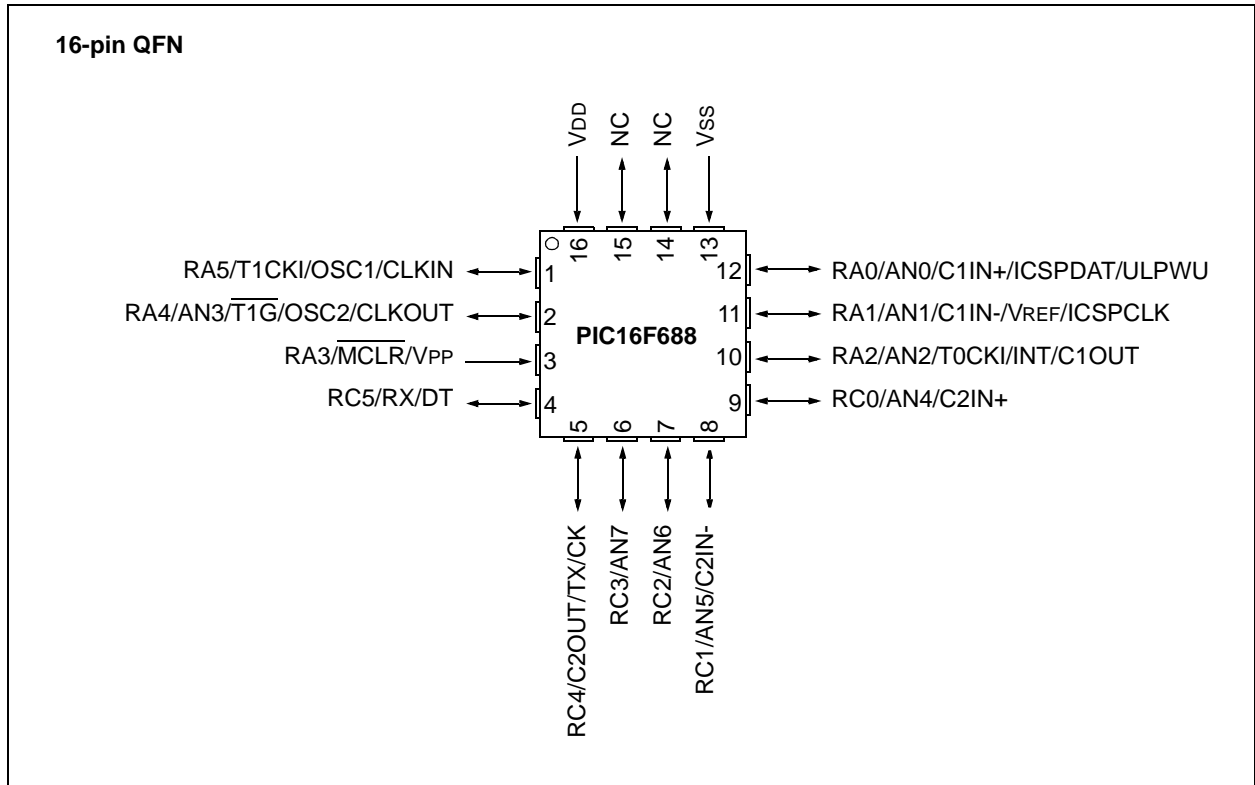 16-pin QFN
VDD
NC
NC
VSS
16
15
14
13
RA5/T1CKI/OSC1/CLKIN
1
12
RA0/AN0/C1IN+/ICSPDAT/ULPWU
RA4/AN3/T1G/OSC2/CLKOUT
2
11
RA1/AN1/C1IN-/VREF/ICSPCLK
PIC16F688
RA3/MCLR/VPP
3
10
RA2/AN2/T0CKI/INT/C1OUT
RC5/RX/DT
4
9
RC0/AN4/C2IN+
5
6
7
8
RC4/C2OUT/TX/CK
RC3/AN7
RC2/AN6
RC1/AN5/C2IN-